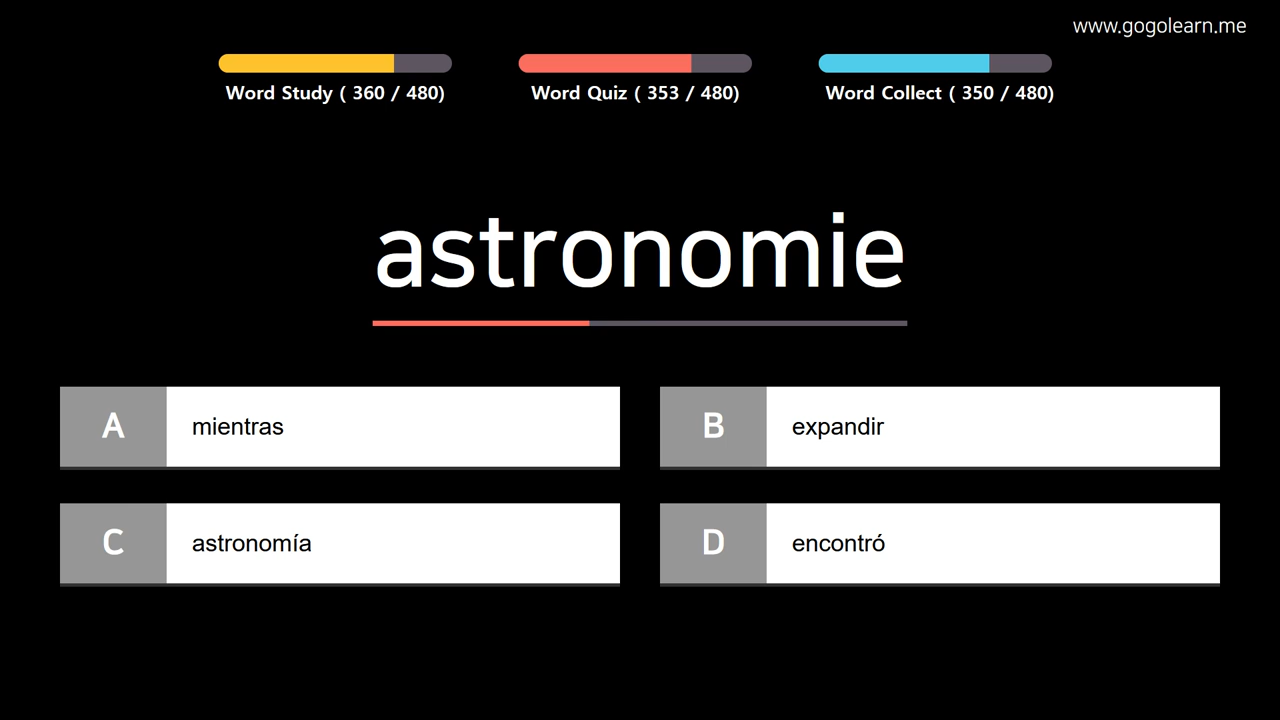 www.gogolearn.me
Word Study ( 360 / 480)
Word Quiz ( 353 / 480)
Word Collect ( 350 / 480)
astronomie
A mientras
B expandir
C astronomía
D encontró